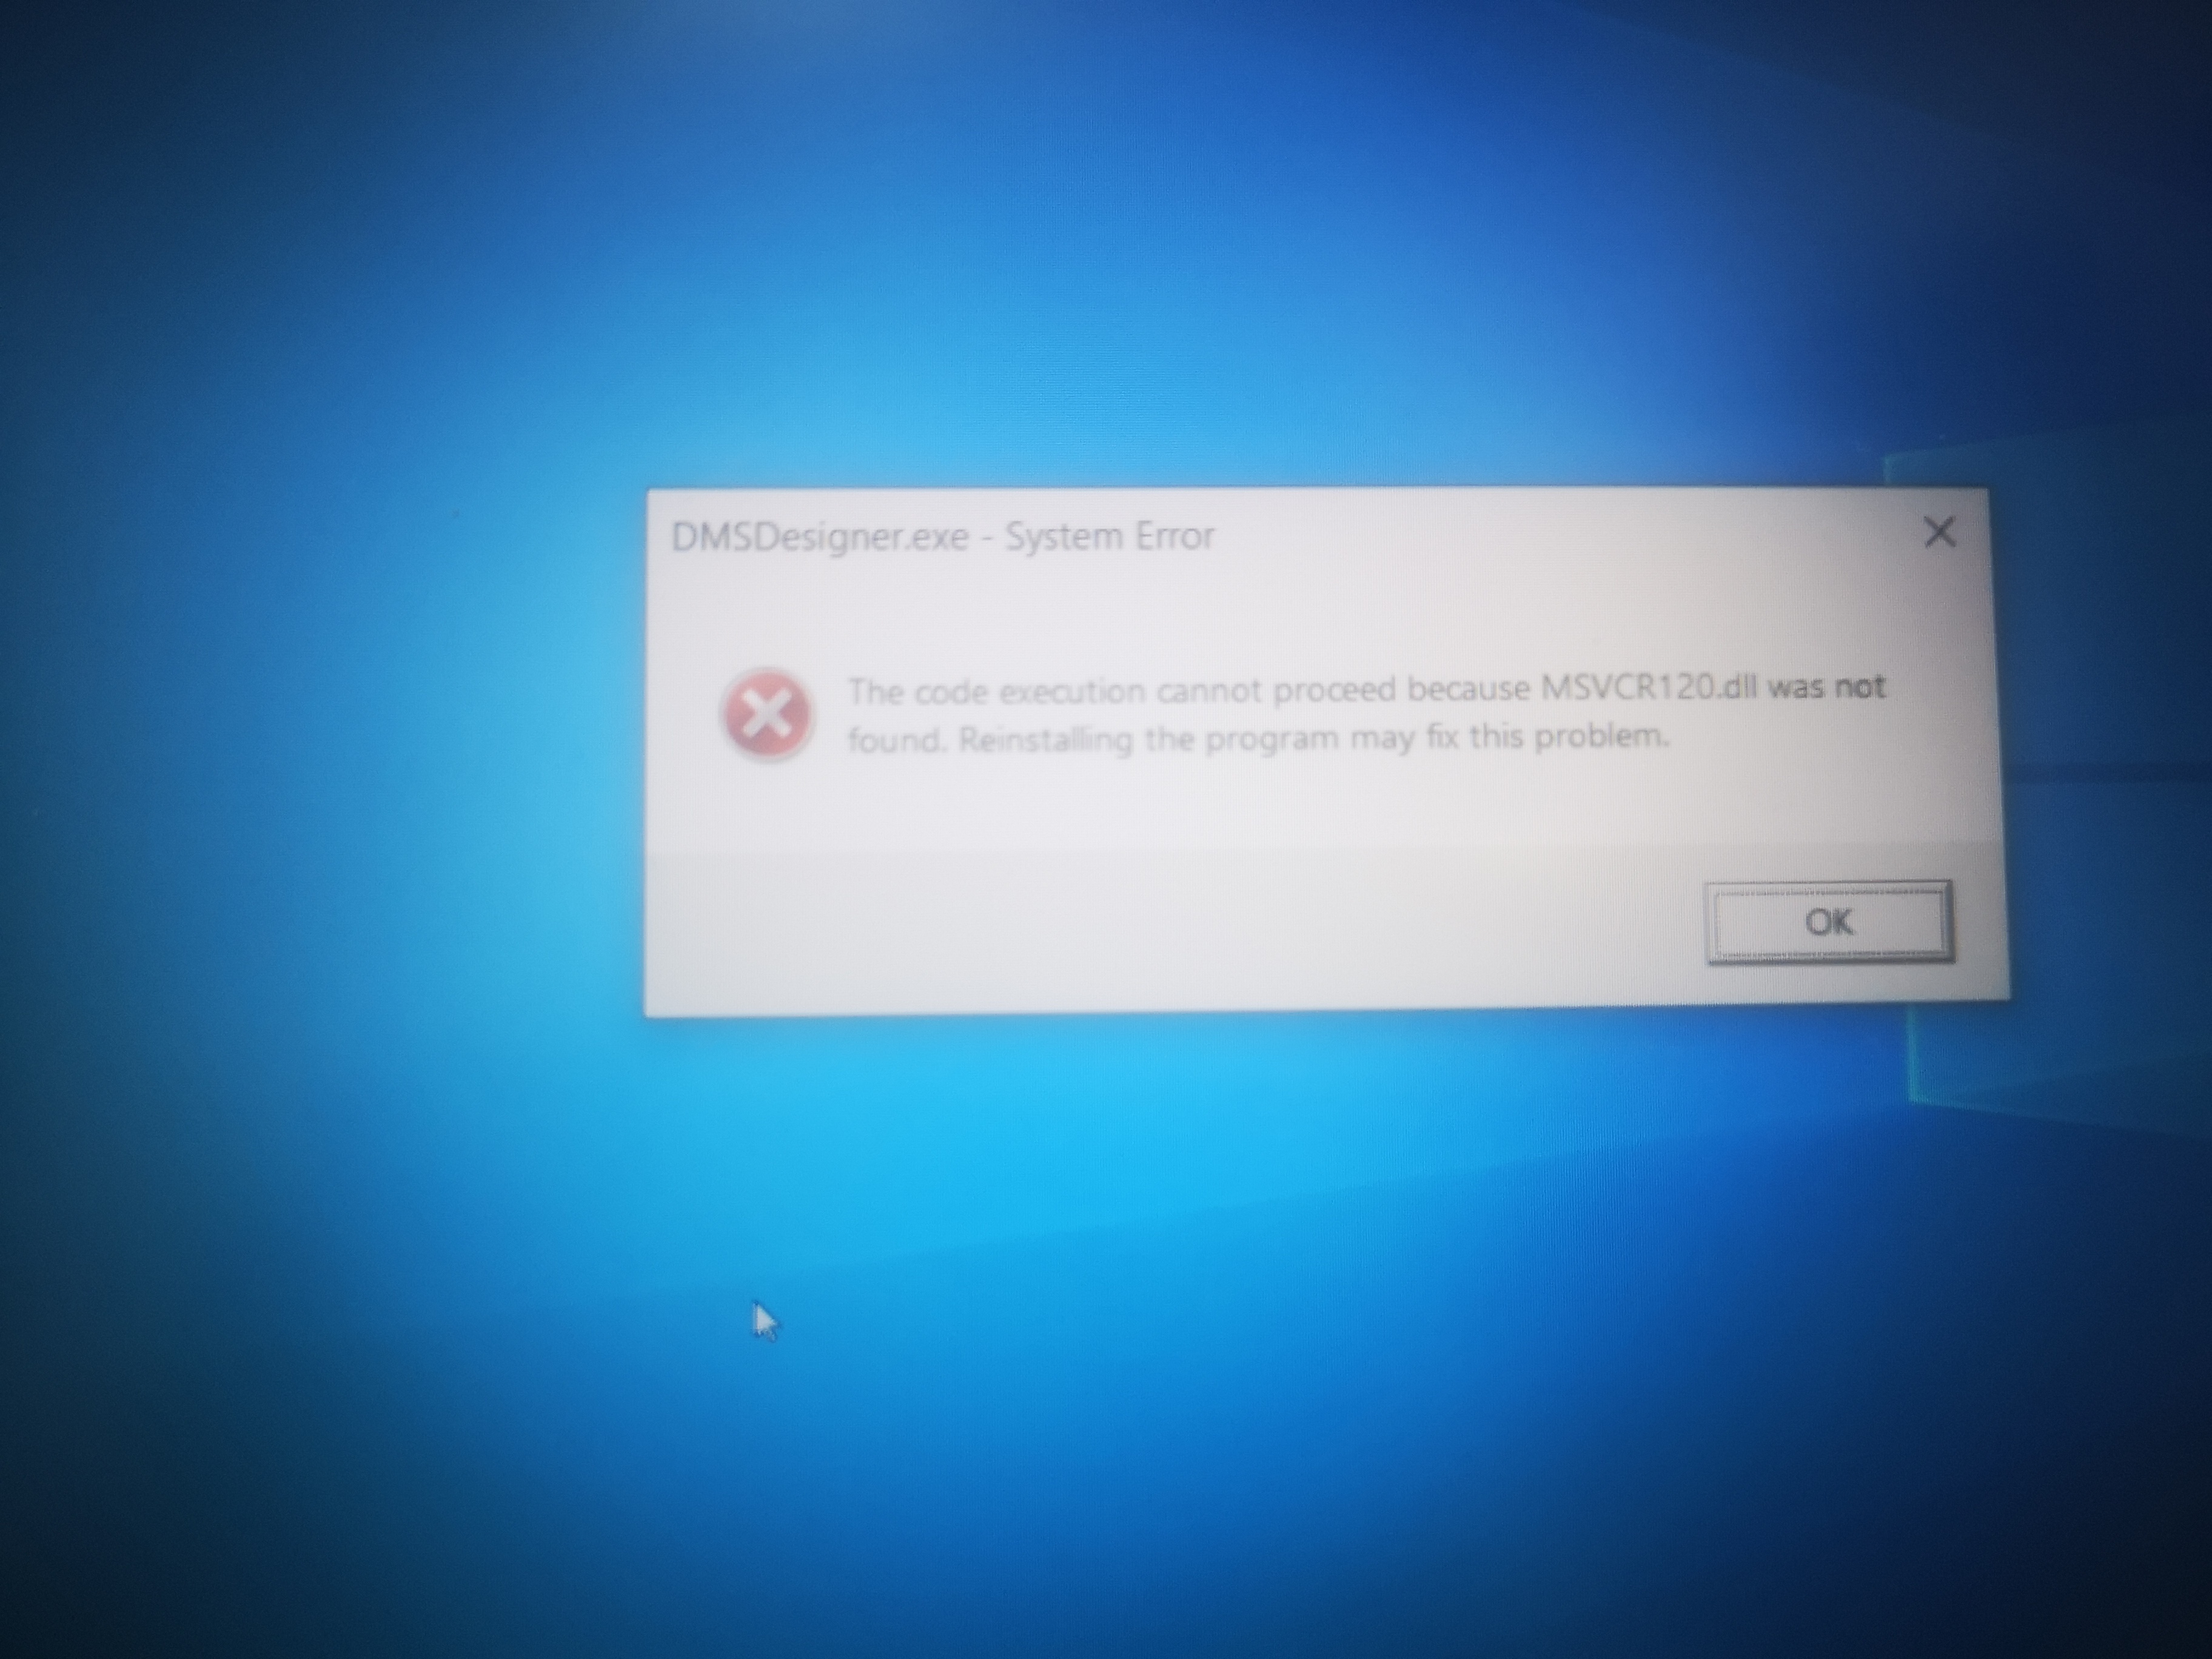 DMSDesigner.exe - System Error
The code execution cannot proceed because MSVCR120.dll was not
found. Reinstalling the program may fix this problem.
OK